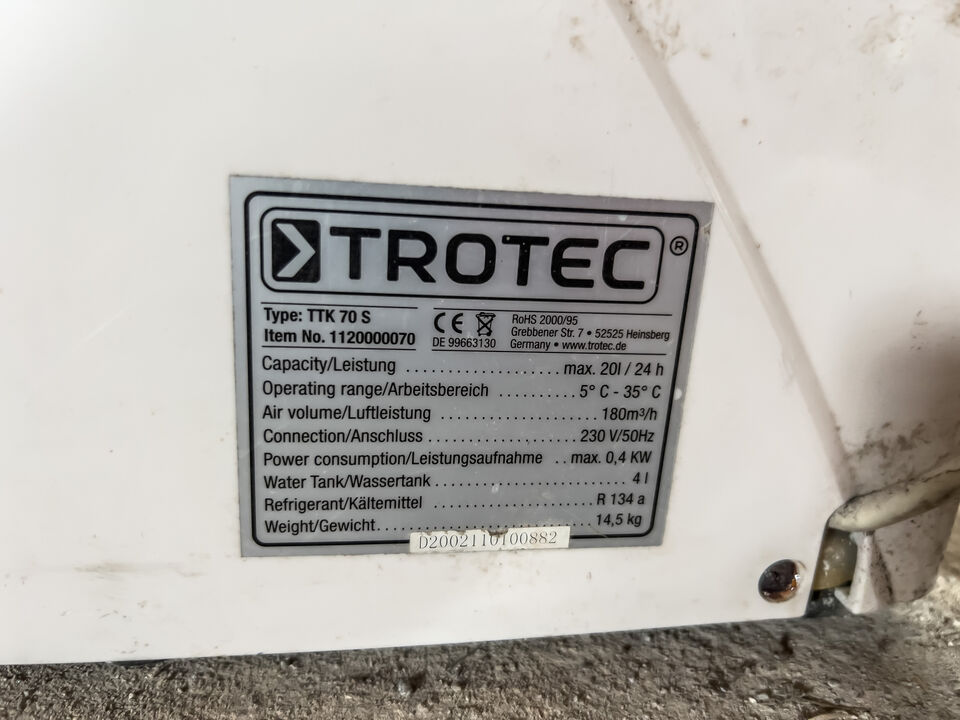 TROTEC®
Type: TTK 70 S
Item No. 1120000070
CE
DE 99663130
RoHS 2000/95
Grebbener Str. 7 • 52525 Heinsberg
Germany • www.trotec.de
Capacity/Leistung ................... max. 20l / 24 h
Operating range/Arbeitsbereich .......... 5° C - 35° C
Air volume/Luftleistung ..................... 180m³/h
Connection/Anschluss .................... 230 V/50Hz
Power consumption/Leistungsaufnahme .. max. 0,4 KW
Water Tank/Wassertank ........................... 4 l
Refrigerant/Kältemittel ...................... R 134 a
Weight/Gewicht ............................ 14,5 kg
D2002110100882